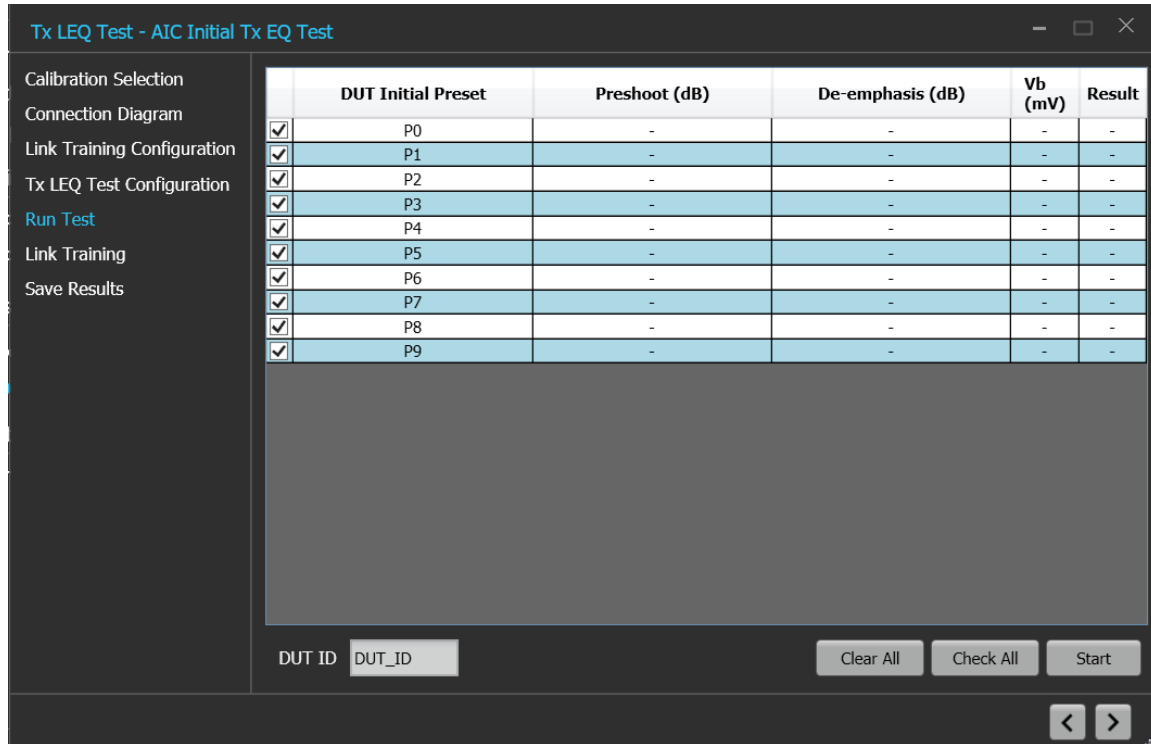 Tx LEQ Test - AIC Initial Tx EQ Test
Calibration Selection
Connection Diagram
Link Training Configuration
Tx LEQ Test Configuration
Run Test
Link Training
Save Results
DUT Initial Preset Preshoot (dB) De-emphasis (dB) Vb (mV) Result
P0 - - - -
P1 - - - -
P2 - - - -
P3 - - - -
P4 - - - -
P5 - - - -
P6 - - - -
P7 - - - -
P8 - - - -
P9 - - - -
DUT ID DUT_ID Clear All Check All Start